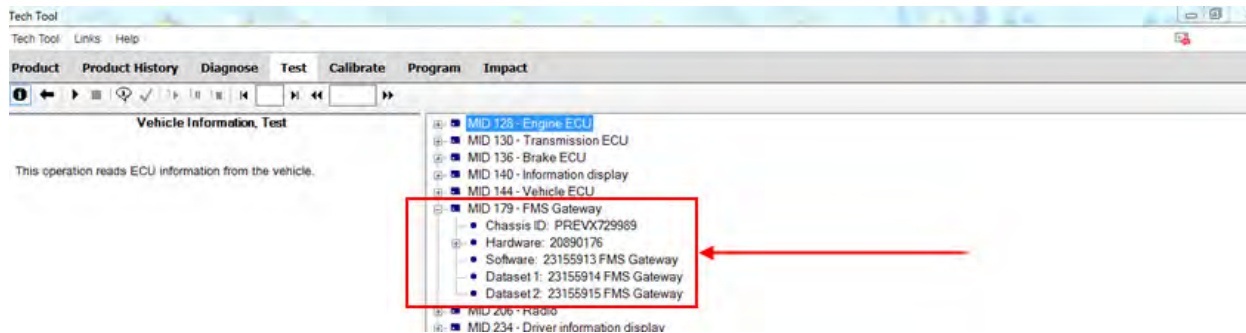 Tech Tool
Tech Tool Links Help
Product Product History Diagnose Test Calibrate Program Impact
Vehicle Information, Test
This operation reads ECU information from the vehicle.
MID 128 - Engine ECU
MID 130 - Transmission ECU
MID 136 - Brake ECU
MID 140 - Information display
MID 144 - Vehicle ECU
MID 179 - FMS Gateway
Chassis ID: PREVX729989
Hardware: 20890176
Software: 23155913 FMS Gateway
Dataset 1: 23155914 FMS Gateway
Dataset 2: 23155915 FMS Gateway
MID 206 - Radio
MID 234 - Driver information display